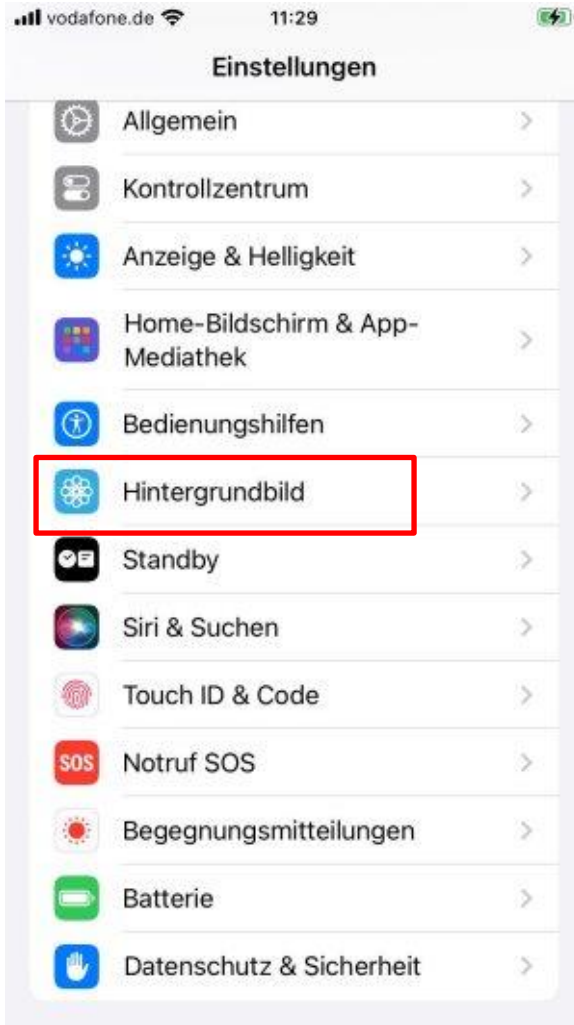 vodafone.de 11:29
Einstellungen
Allgemein
Kontrollzentrum
Anzeige & Helligkeit
Home-Bildschirm & App-
Mediathek
Bedienungshilfen
Hintergrundbild
Standby
Siri & Suchen
Touch ID & Code
SOS Notruf SOS
Begegnungsmitteilungen
Batterie
Datenschutz & Sicherheit